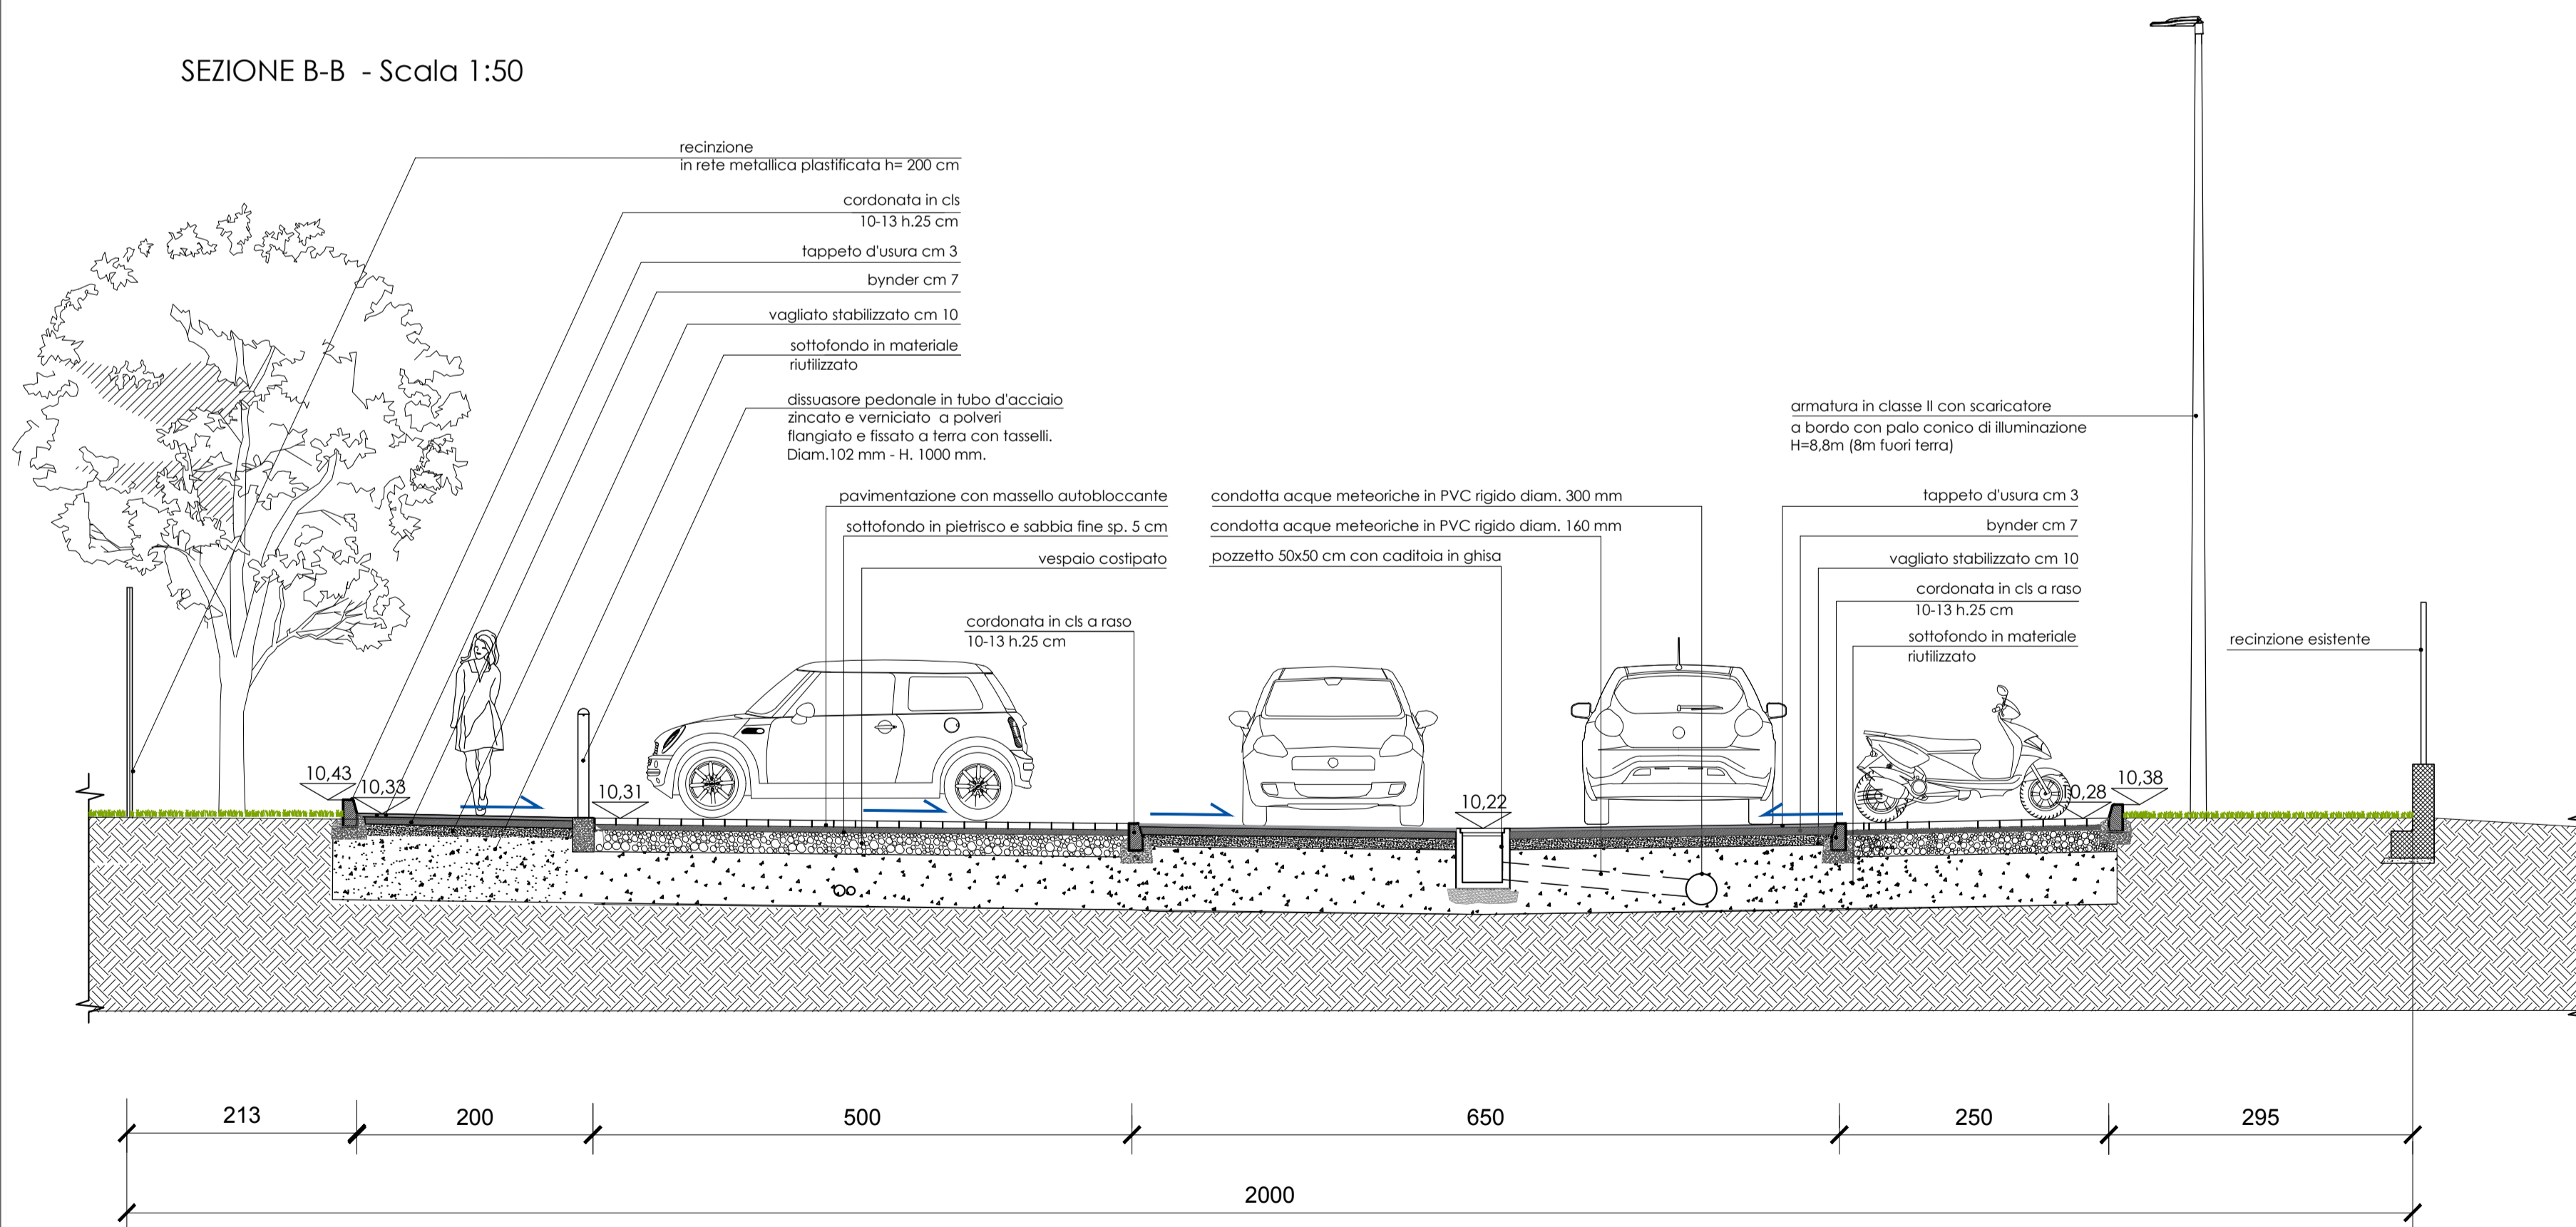 SEZIONE B-B - Scala 1:50
recinzione
in rete metallica plastificata h= 200 cm
cordonata in cls
10-13 h.25 cm
tappeto d'usura cm 3
bynder cm 7
vagliato stabilizzato cm 10
sottofondo in materiale
riutilizzato
dissuasore pedonale in tubo d'acciaio
zincato e verniciato a polveri
flangiato e fissato a terra con tasselli.
Diam.102 mm - H. 1000 mm.
pavimentazione con massello autobloccante
sottofondo in pietrisco e sabbia fine sp. 5 cm
vespaio costipato
cordonata in cls a raso
10-13 h.25 cm
condotta acque meteoriche in PVC rigido diam. 300 mm
condotta acque meteoriche in PVC rigido diam. 160 mm
pozzetto 50x50 cm con caditoia in ghisa
armatura in classe II con scaricatore
a bordo con palo conico di illuminazione
H=8,8m (8m fuori terra)
tappeto d'usura cm 3
bynder cm 7
vagliato stabilizzato cm 10
cordonata in cls a raso
10-13 h.25 cm
sottofondo in materiale
riutilizzato
recinzione esistente
10,43
10,33
10,31
10,22
10,28
10,38
213
200
500
650
250
295
2000